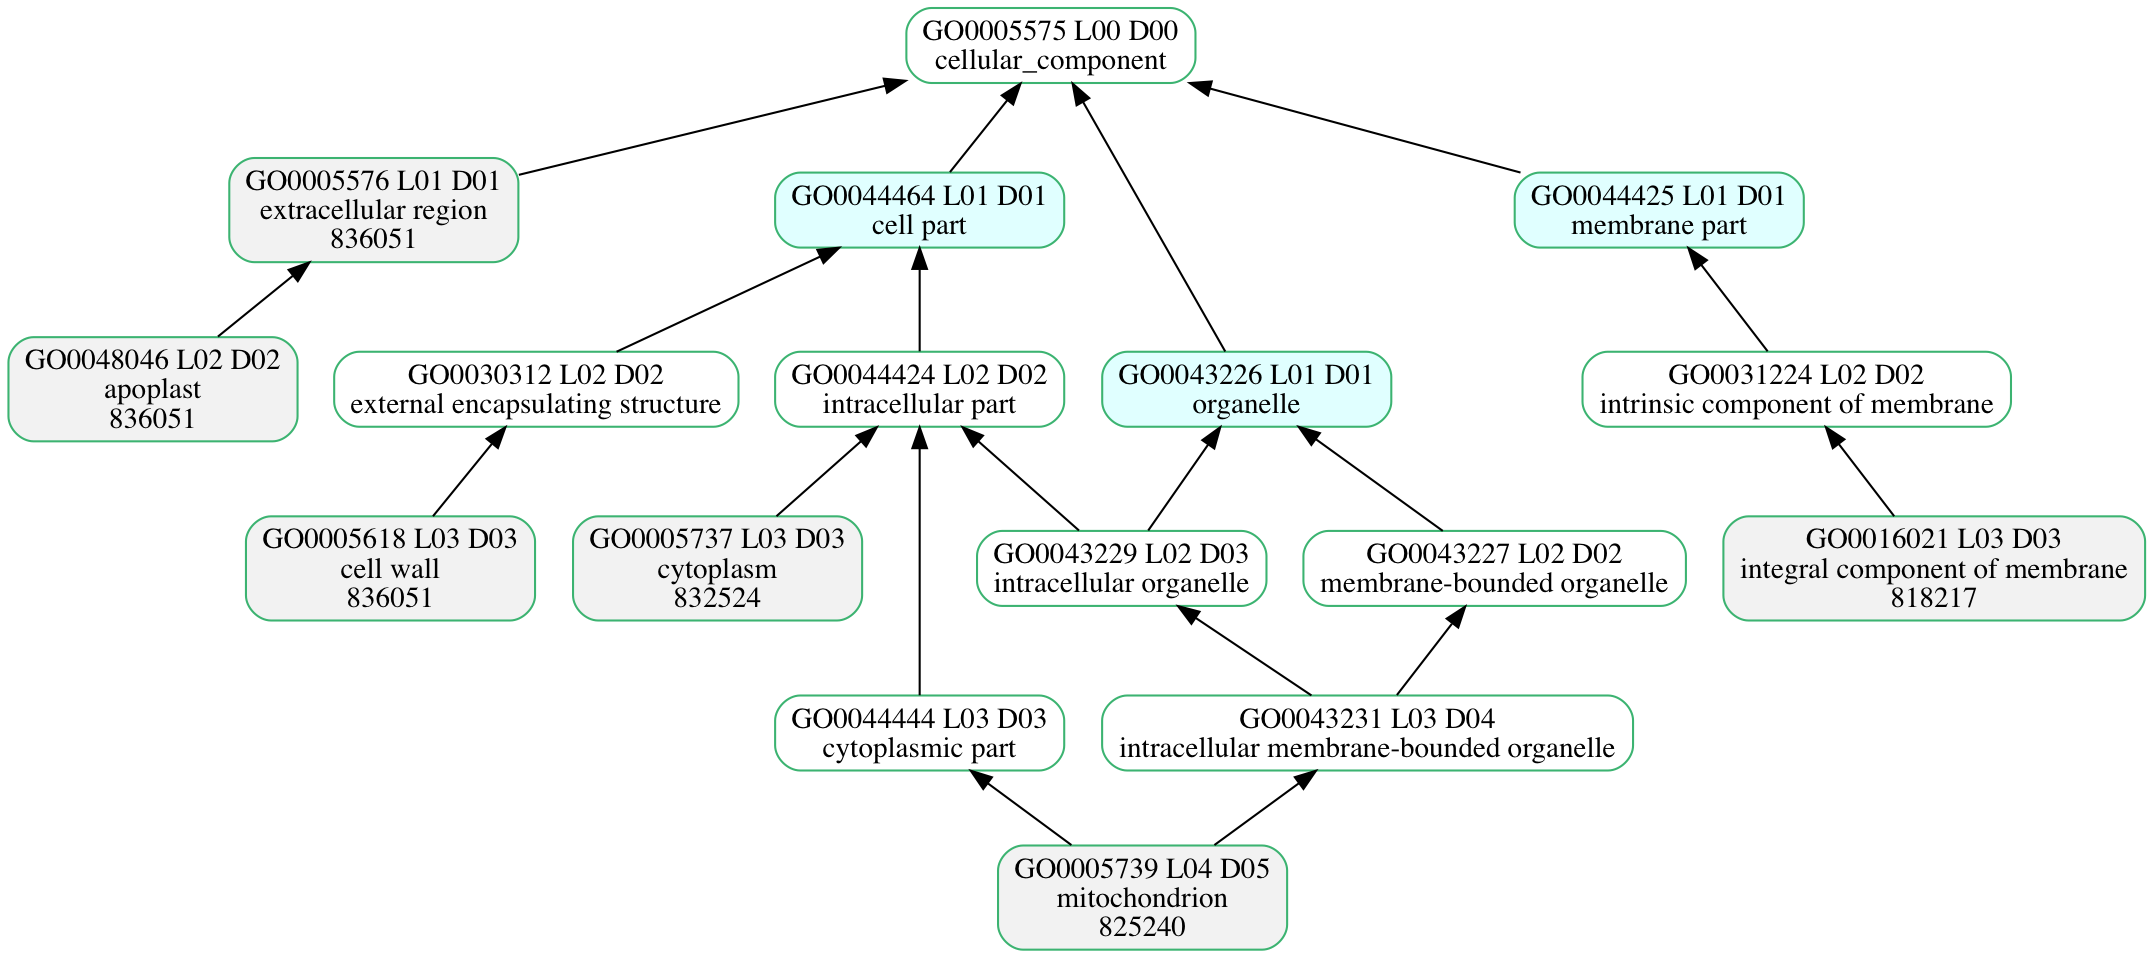 GO0005575 L00 D00
cellular_component
GO0005576 L01 D01
extracellular region
836051
GO0044464 L01 D01
cell part
GO0044425 L01 D01
membrane part
GO0048046 L02 D02
apoplast
836051
GO0030312 L02 D02
external encapsulating structure
GO0044424 L02 D02
intracellular part
GO0043226 L01 D01
organelle
GO0031224 L02 D02
intrinsic component of membrane
GO0005618 L03 D03
cell wall
836051
GO0005737 L03 D03
cytoplasm
832524
GO0043229 L02 D03
intracellular organelle
GO0043227 L02 D02
membrane-bounded organelle
GO0016021 L03 D03
integral component of membrane
818217
GO0044444 L03 D03
cytoplasmic part
GO0043231 L03 D04
intracellular membrane-bounded organelle
GO0005739 L04 D05
mitochondrion
825240